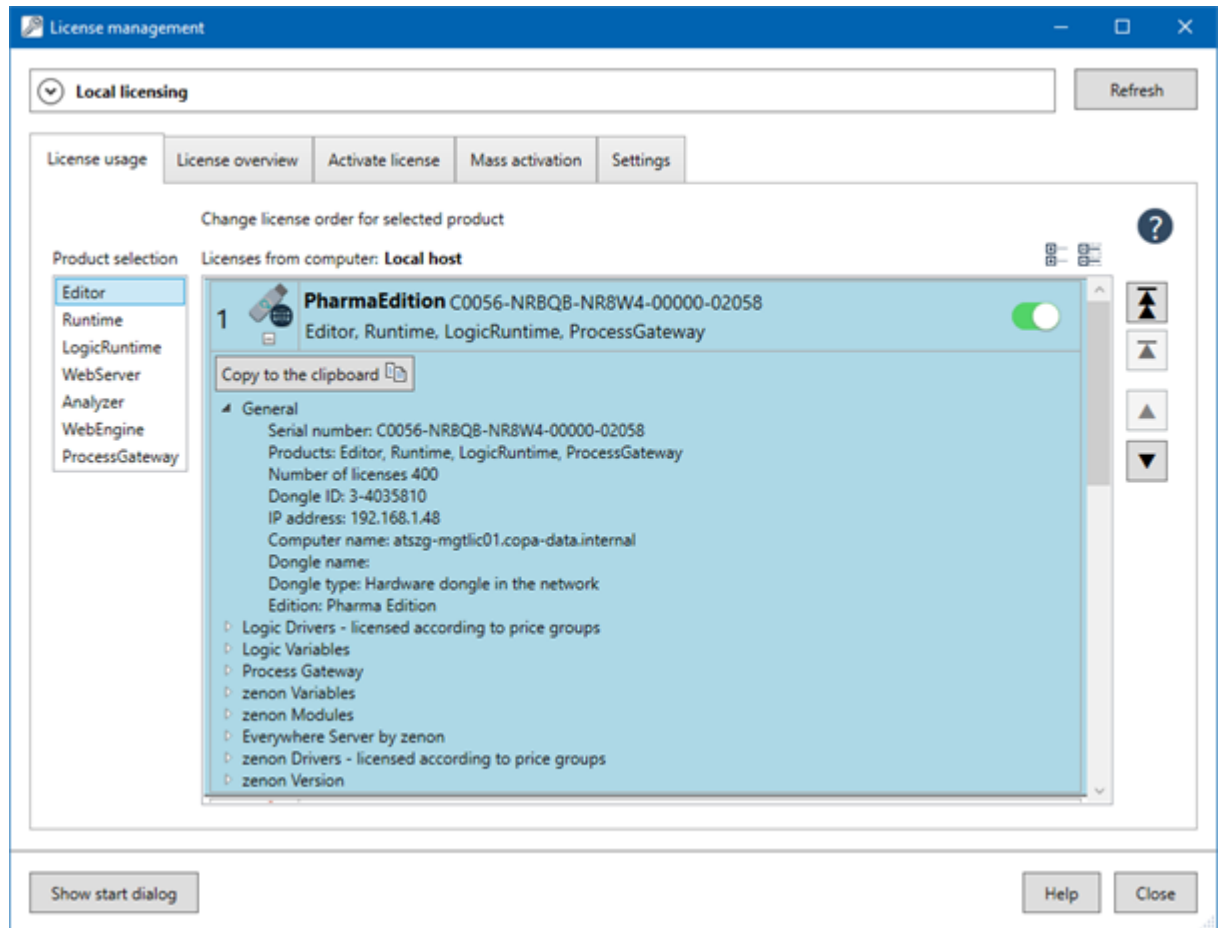 License management
Local licensing
Refresh
License usage
License overview
Activate license
Mass activation
Settings
Change license order for selected product
Product selection
Licenses from computer: Local host
Editor
Runtime
LogicRuntime
WebServer
Analyzer
WebEngine
ProcessGateway
1
PharmaEdition C0056-NRBQB-NR8W4-00000-02058
Editor, Runtime, LogicRuntime, ProcessGateway
Copy to the clipboard
General
Serial number: C0056-NRBQB-NR8W4-00000-02058
Products: Editor, Runtime, LogicRuntime, ProcessGateway
Number of licenses 400
Dongle ID: 3-4035810
IP address: 192.168.1.48
Computer name: atszg-mgtlic01.copa-data.internal
Dongle name:
Dongle type: Hardware dongle in the network
Edition: Pharma Edition
Logic Drivers - licensed according to price groups
Logic Variables
Process Gateway
zenon Variables
zenon Modules
Everywhere Server by zenon
zenon Drivers - licensed according to price groups
zenon Version
?
Show start dialog
Help
Close